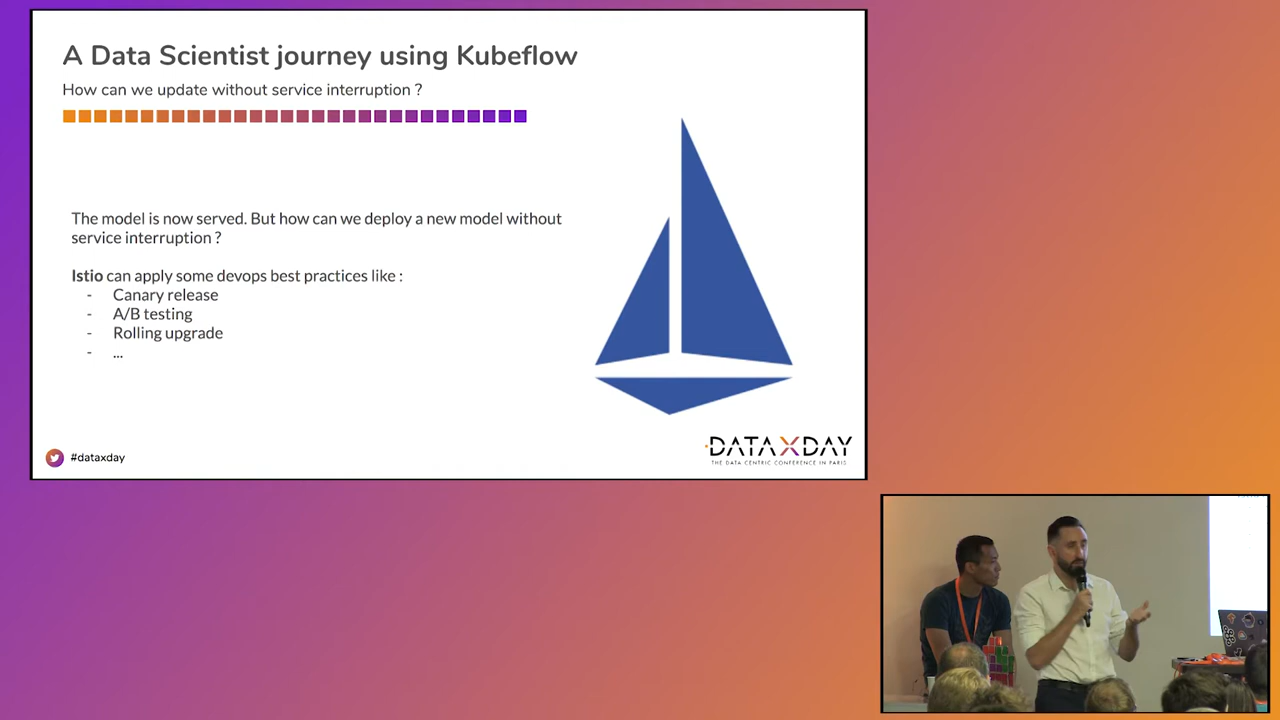 A Data Scientist journey using Kubeflow
How can we update without service interruption ?
The model is now served. But how can we deploy a new model without
service interruption ?
Istio can apply some devops best practices like :
- Canary release
- A/B testing
- Rolling upgrade
- ...
#dataxday
DATAXDAY
THE DATA CENTRIC CONFERENCE IN PARIS